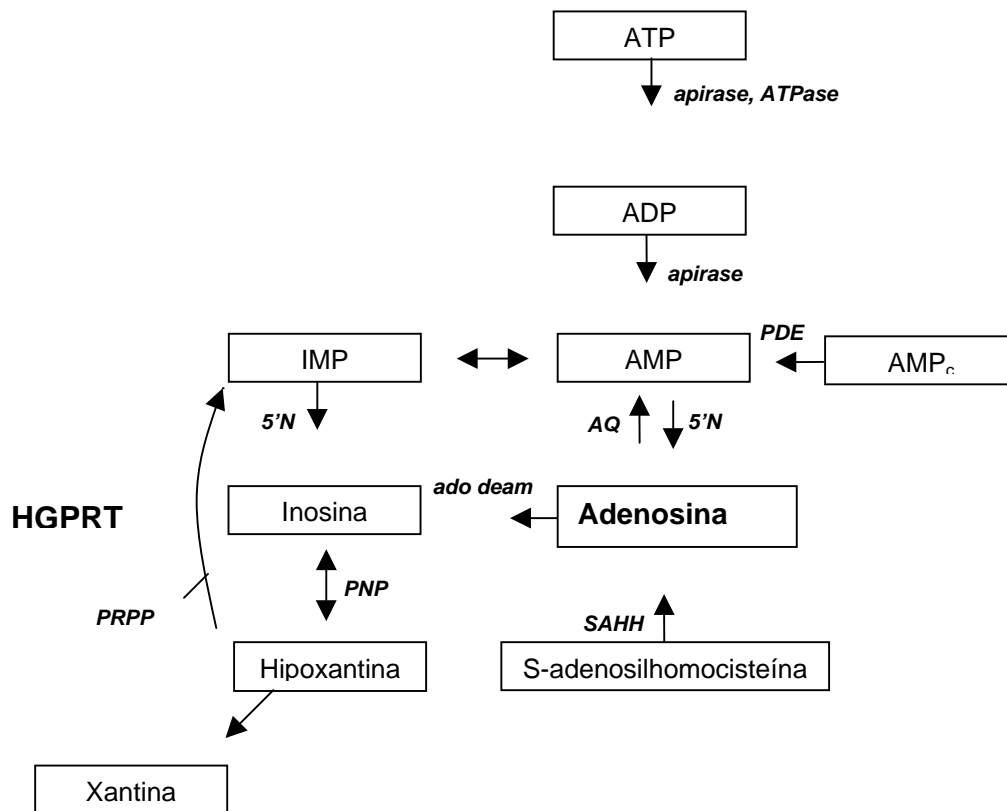 ATP
apirase, ATPase
ADP
apirase
PDE
IMP
AMP
AMPc
5'N
AQ
5'N
ado deam
HGPRT
Inosina
Adenosina
PNP
PRPP
SAHH
Hipoxantina
S-adenosilhomocisteína
Xantina